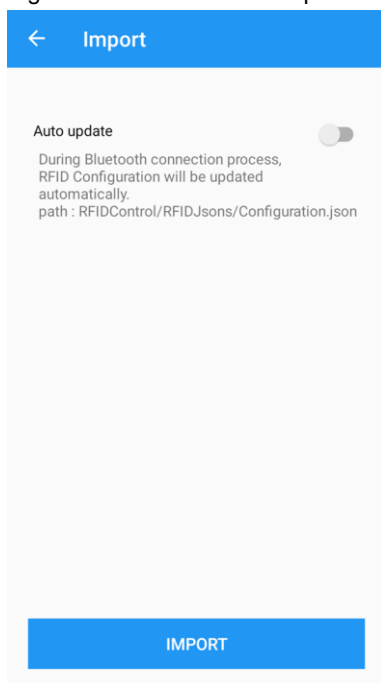 Import
Auto update
During Bluetooth connection process,
RFID Configuration will be updated
automatically.
path : RFIDControl/RFIDJsons/Configuration.json
IMPORT